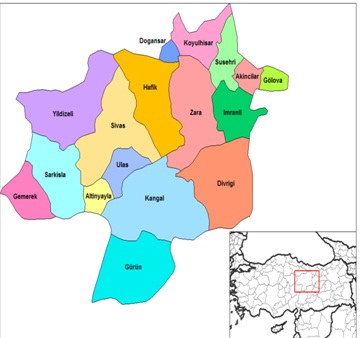 Koyulhisar
Dogansar
Susehri
Akincilar
Gölova
Hafik
Yildizeli
Zara
Imranli
Sivas
Ulas
Sarkisla
Divrigi
Gemerek
Altinyayla
Kangal
Gürün